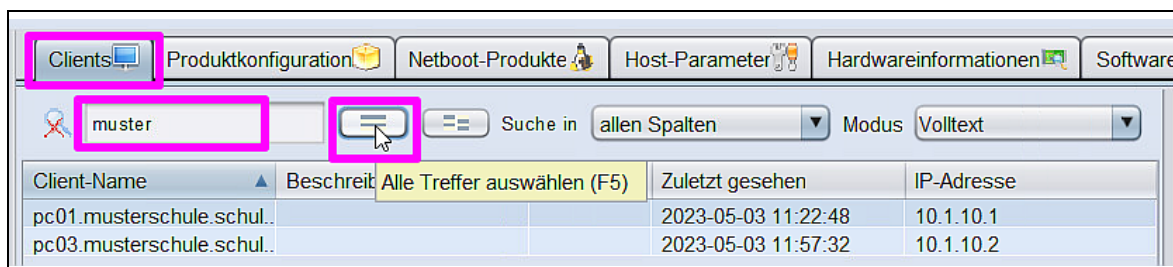 Clients Produktkonfiguration Netboot-Produkte Host-Parameter Hardwareinformationen Software
muster Suche in allen Spalten Modus Volltext
Client-Name Beschreib Alle Treffer auswählen (F5) Zuletzt gesehen IP-Adresse
pc01.musterschule.schul.. 2023-05-03 11:22:48 10.1.10.1
pc03.musterschule.schul.. 2023-05-03 11:57:32 10.1.10.2